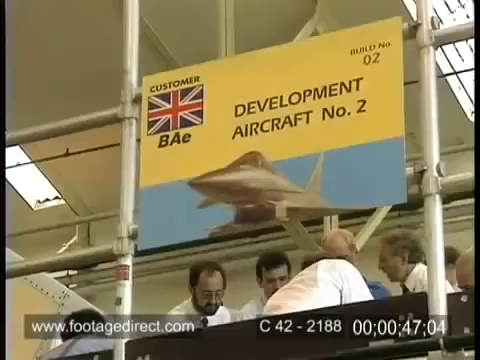 CUSTOMER
BAe
BUILD No.
02
DEVELOPMENT
AIRCRAFT No. 2
www.footagedirect.com
C 42 - 2188
00;00;47;04